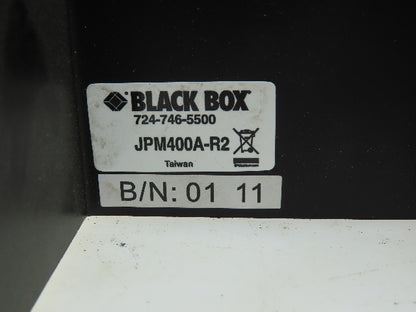 BLACK BOX
724-746-5500
JPM400A-R2
Taiwan
B/N: 01 11